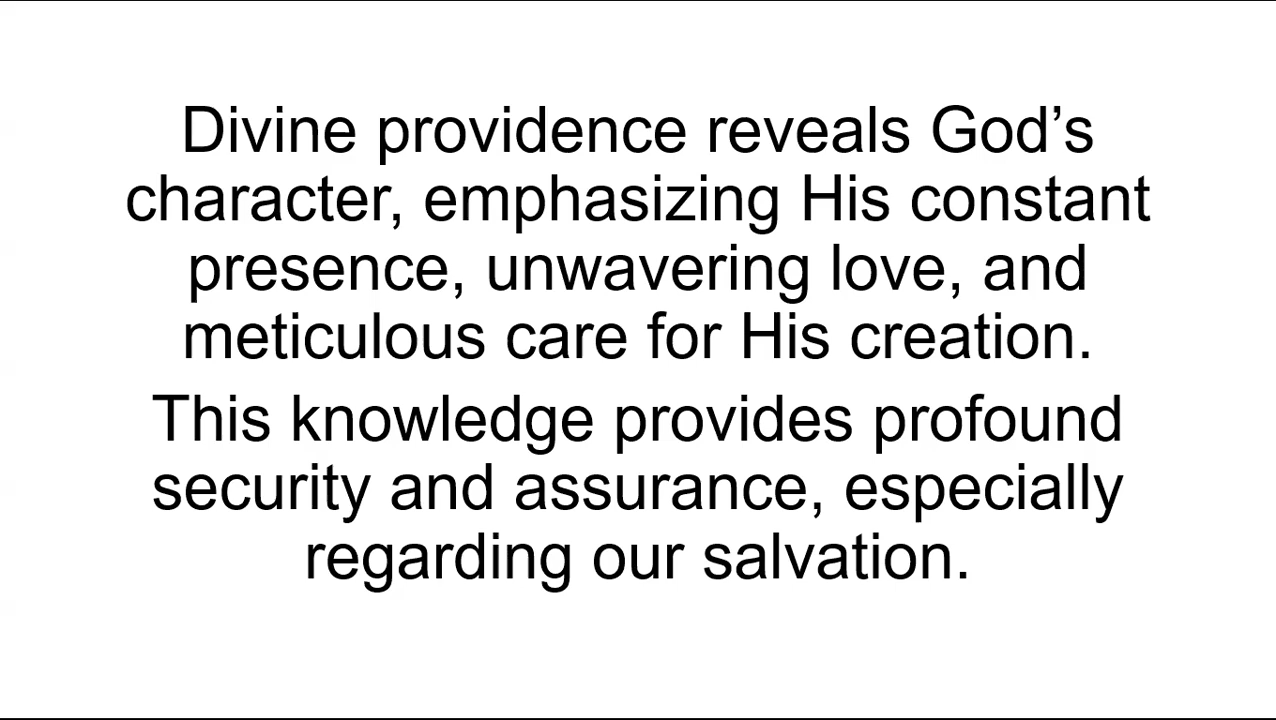 Divine providence reveals God’s
character, emphasizing His constant
presence, unwavering love, and
meticulous care for His creation.
This knowledge provides profound
security and assurance, especially
regarding our salvation.